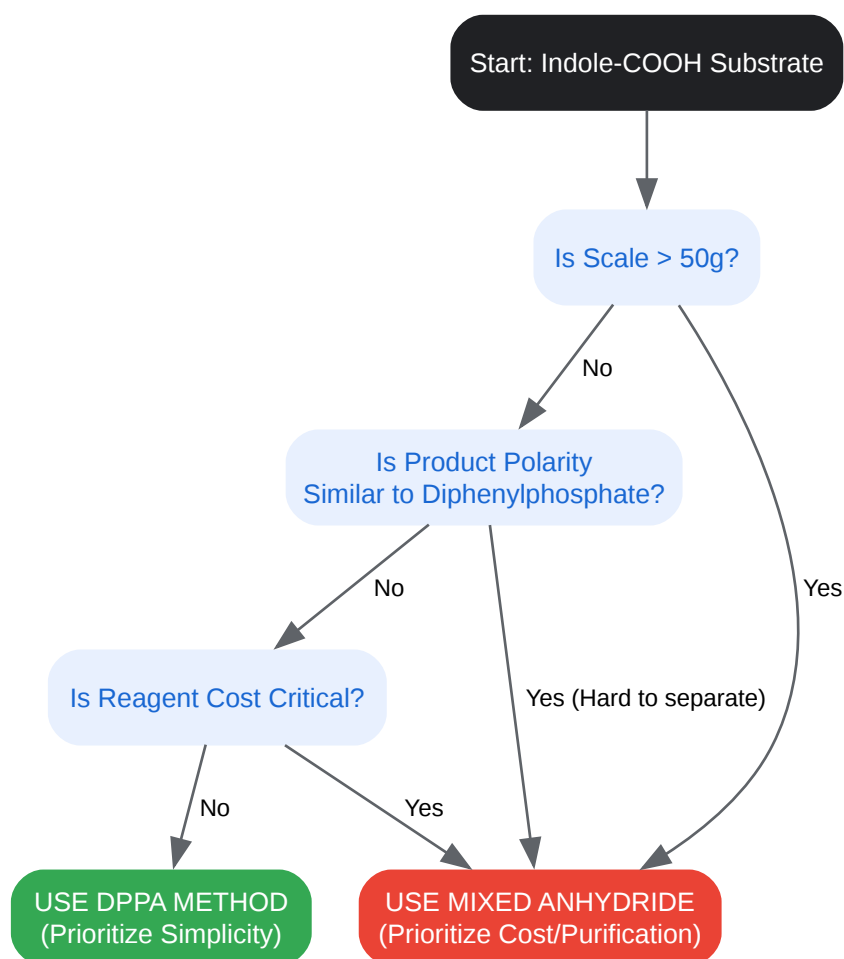 Start: Indole-COOH Substrate
Is Scale > 50g?
No
Is Product Polarity
Similar to Diphenylphosphate?
No
Yes
Is Reagent Cost Critical?
Yes (Hard to separate)
No
Yes
USE DPPA METHOD
(Prioritize Simplicity)
USE MIXED ANHYDRIDE
(Prioritize Cost/Purification)